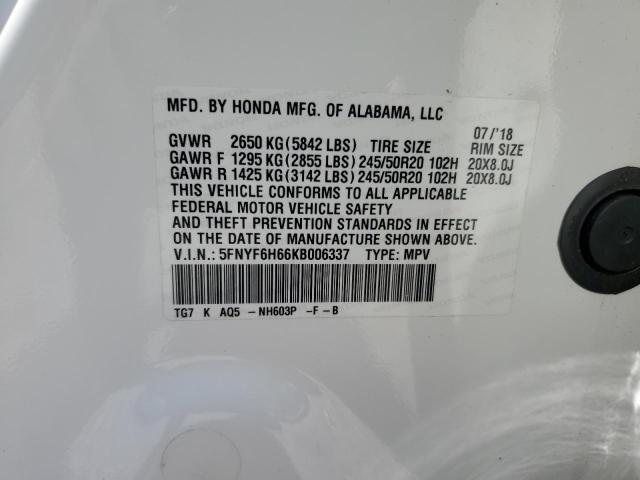 MFD. BY HONDA MFG. OF ALABAMA, LLC
07/'18
GVWR 2650 KG(5842 LBS) TIRE SIZE RIM SIZE
GAWR F 1295 KG(2855 LBS) 245/50R20 102H 20X8.0J
GAWR R 1425 KG(3142 LBS) 245/50R20 102H 20X8.0J
THIS VEHICLE CONFORMS TO ALL APPLICABLE
FEDERAL MOTOR VEHICLE SAFETY
AND THEFT PREVENTION STANDARDS IN EFFECT
ON THE DATE OF MANUFACTURE SHOWN ABOVE.
V.I.N.: 5FNYF6H66KB006337 TYPE: MPV
TG7 K AQ5 -NH603P -F-B